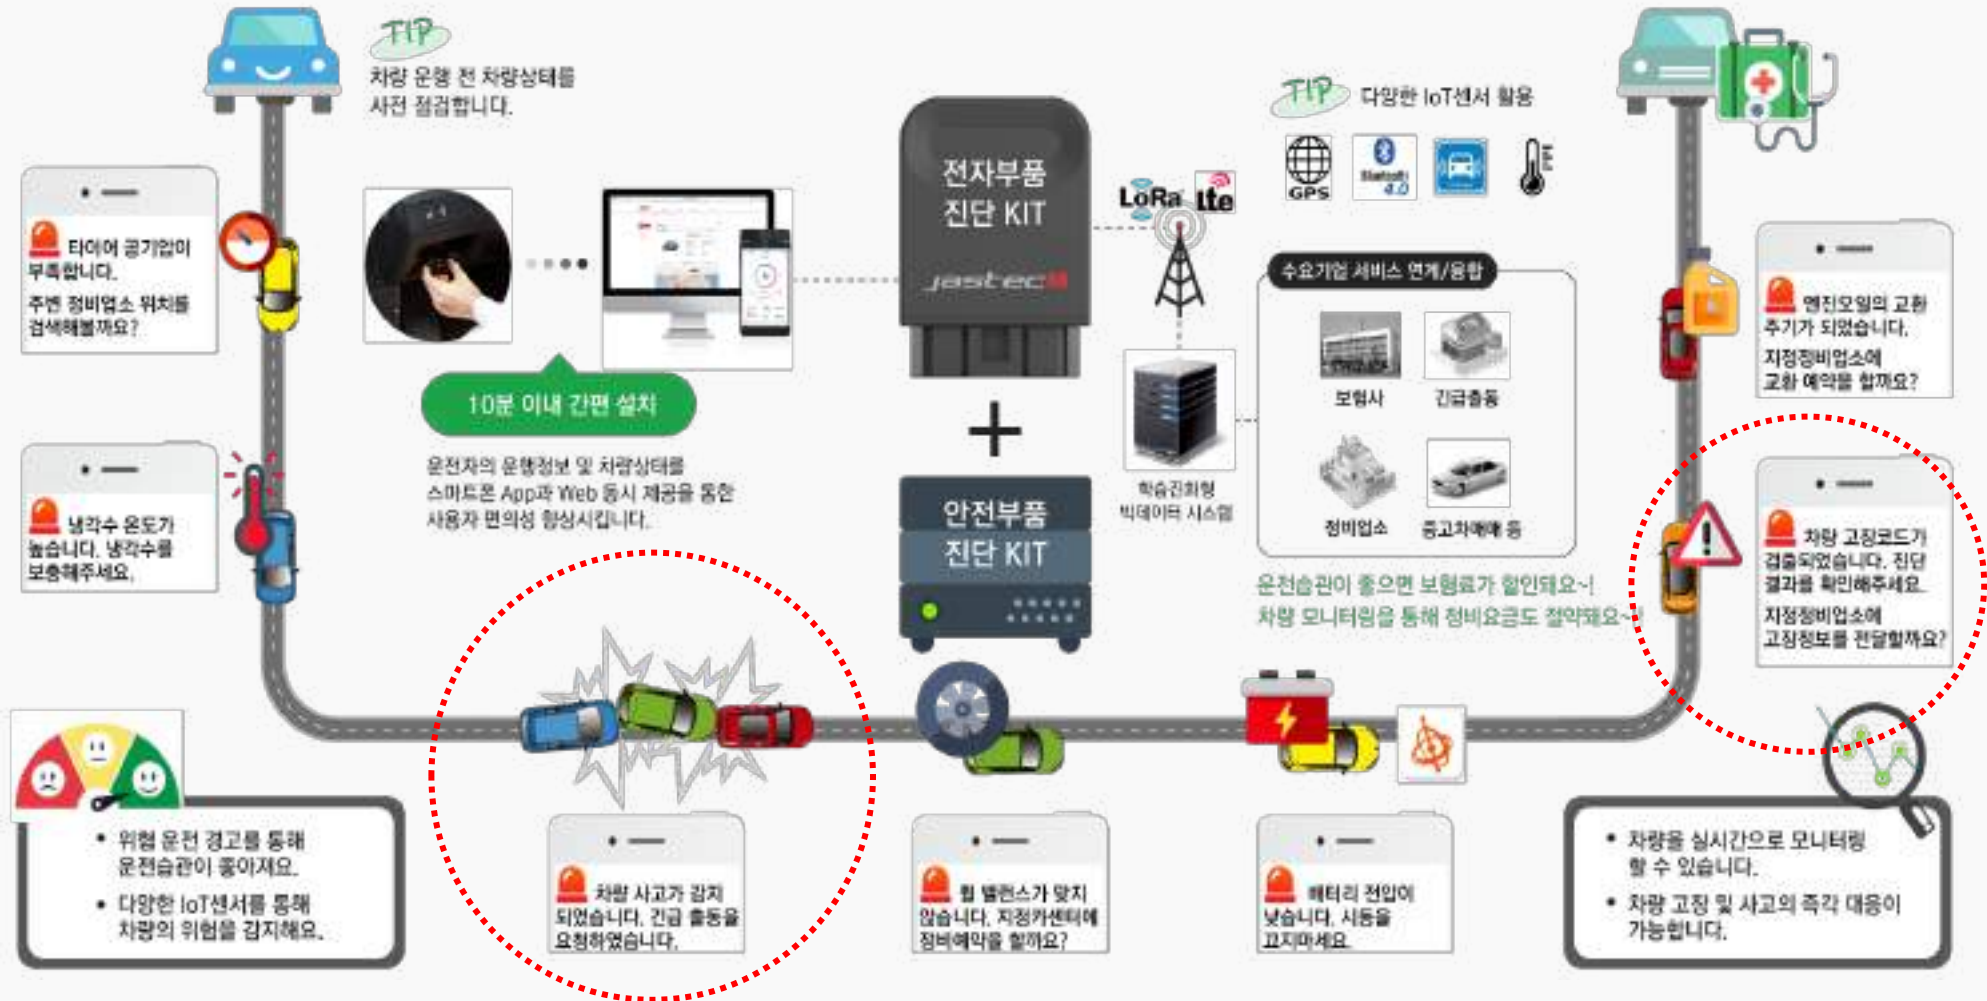 TIP
차량 운행 전 차량상태를
사전 점검합니다.
타이어 공기압이
부족합니다.
주변 정비업소 위치를
검색해볼까요?
냉각수 온도가
높습니다. 냉각수를
보충해주세요.
10분 이내 간편 설치
운전자의 운행정보 및 차량상태를
스마트폰 App과 Web 동시 제공을 통한
사용자 편의성 향상시킵니다.
전자부품
진단 KIT
jastec
+
안전부품
진단 KIT
LoRa lte
학습진화형
빅데이터 시스템
TIP 다양한 IoT센서 활용
GPS
Bluetooth
4.0
수요기업 서비스 연계/융합
보험사
긴급출동
정비업소
중고차매매 등
운전습관이 좋으면 보험료가 할인돼요~!
차량 모니터링을 통해 정비요금도 절약돼요~!
엔진오일의 교환
주기가 되었습니다.
지정정비업소에
교환 예약을 할까요?
차량 고장코드가
검출되었습니다. 진단
결과를 확인해주세요.
지정정비업소에
고장정보를 전달할까요?
• 위험 운전 경고를 통해
운전습관이 좋아져요.
• 다양한 IoT센서를 통해
차량의 위험을 감지해요.
차량 사고가 감지
되었습니다. 긴급 출동을
요청하였습니다.
휠 밸런스가 맞지
않습니다. 지정카센터에
정비예약을 할까요?
배터리 전압이
낮습니다. 시동을
끄지마세요.
• 차량을 실시간으로 모니터링
할 수 있습니다.
• 차량 고장 및 사고의 즉각 대응이
가능합니다.